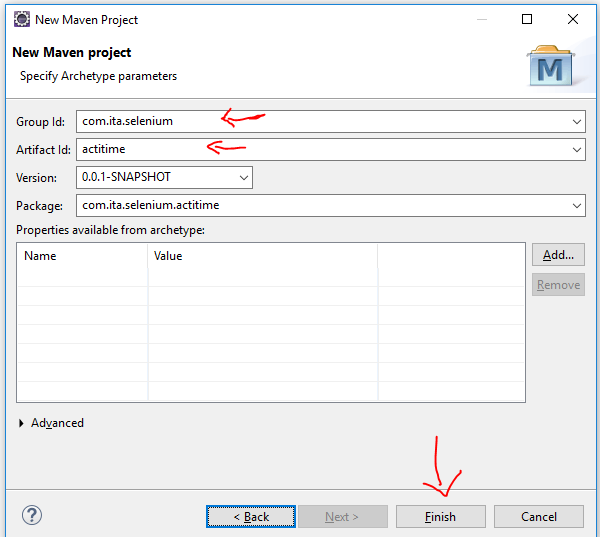 New Maven Project
New Maven project
Specify Archetype parameters
M
Group Id: com.ita.selenium
Artifact Id: actitime
Version: 0.0.1-SNAPSHOT
Package: com.ita.selenium.actitime
Properties available from archetype:
Name Value
Add...
Remove
Advanced
? < Back Next > Finish Cancel